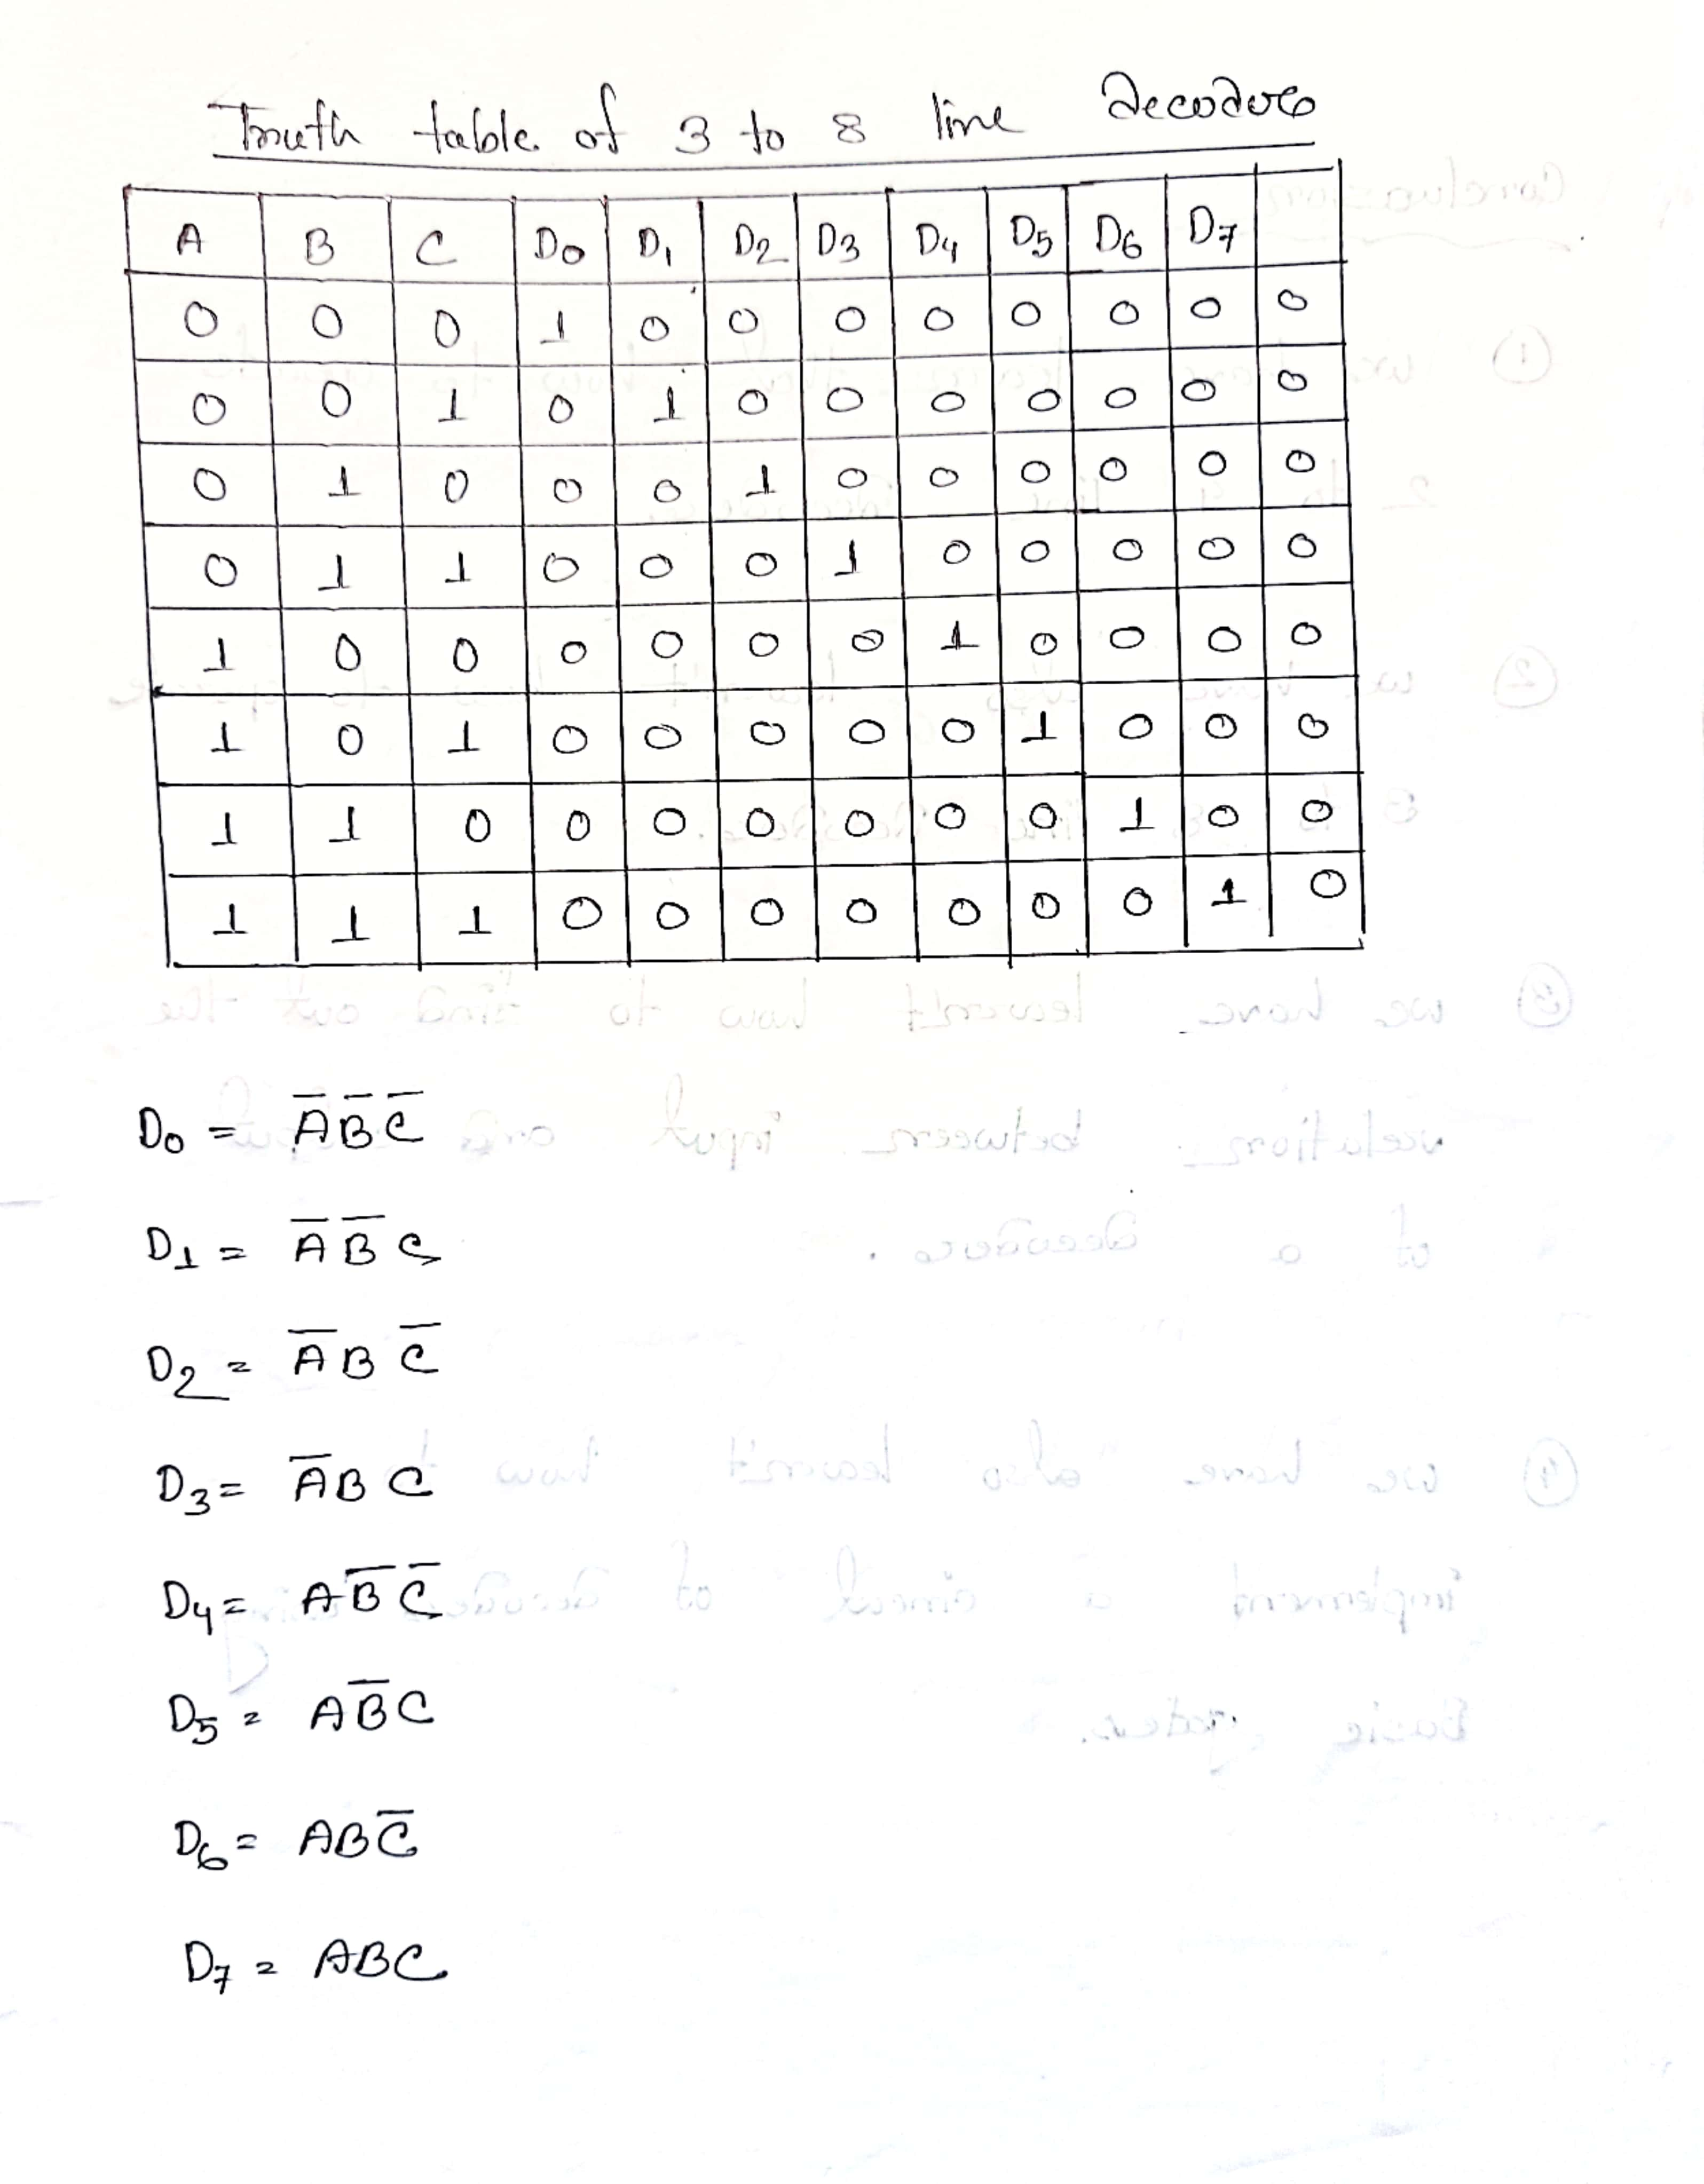 Truth table of 3 to 8 line decoder
A B C D0 D1 D2 D3 D4 D5 D6 D7
0 0 0 1 0 0 0 0 0 0 0 0
0 0 1 0 1 0 0 0 0 0 0 0
0 1 0 0 0 1 0 0 0 0 0 0
0 1 1 0 0 0 1 0 0 0 0 0
1 0 0 0 0 0 0 1 0 0 0 0
1 0 1 0 0 0 0 0 1 0 0 0
1 1 0 0 0 0 0 0 0 1 0 0
1 1 1 0 0 0 0 0 0 0 1 0
D0 = A̅ B̅ C̅
D1 = A̅ B̅ C
D2 = A̅ B C̅
D3 = A̅ B C
D4 = A B̅ C̅
D5 = A B̅ C
D6 = A B C̅
D7 = ABC